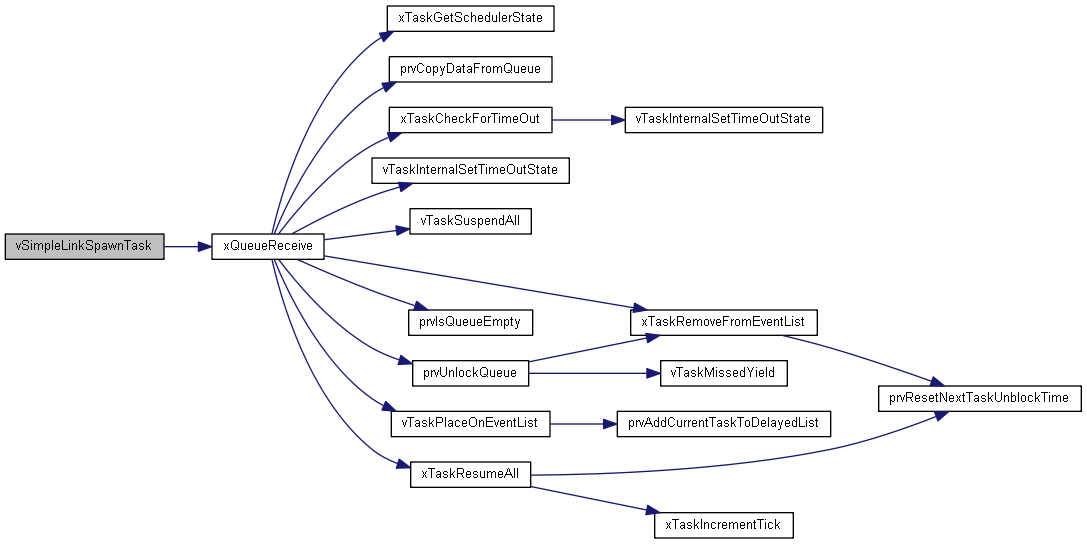 xTaskGetSchedulerState
prvCopyDataFromQueue
xTaskCheckForTimeOut
vTaskInternalSetTimeOutState
vTaskInternalSetTimeOutState
vTaskSuspendAll
vSimpleLinkSpawnTask
xQueueReceive
prvIsQueueEmpty
xTaskRemoveFromEventList
prvUnlockQueue
vTaskMissedYield
prvResetNextTaskUnblockTime
vTaskPlaceOnEventList
prvAddCurrentTaskToDelayedList
xTaskResumeAll
xTaskIncrementTick